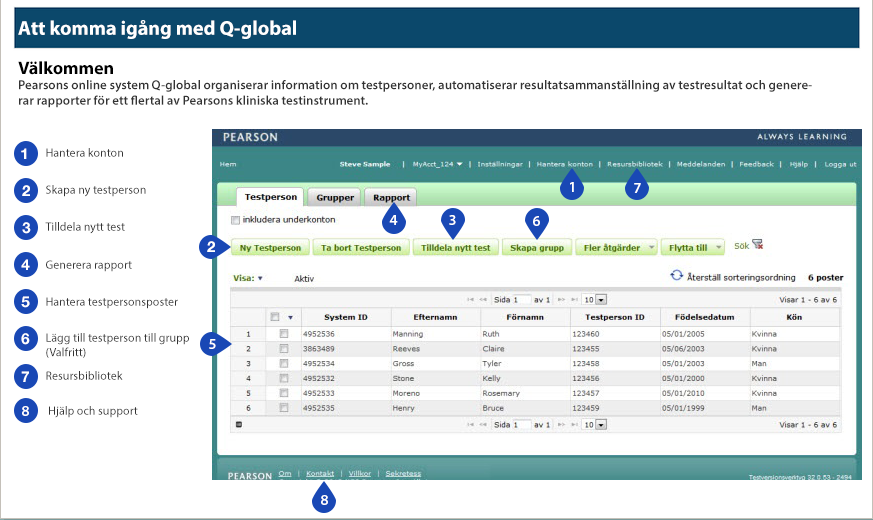 Att komma igång med Q-global
Välkommen
Pearsons online system Q-global organiserar information om testpersoner, automatiserar resultatsammanställning av testresultat och genere-
rar rapporter för ett flertal av Pearsons kliniska testinstrument.
1 Hantera konton
2 Skapa ny testperson
3 Tilldela nytt test
4 Generera rapport
5 Hantera testpersonsposter
6 Lägg till testperson till grupp
(Valfritt)
7 Resursbibliotek
8 Hjälp och support
PEARSON ALWAYS LEARNING
Hem Steve Sample | MyAcct_124 | Inställningar | Hantera konton | Resursbibliotek | Meddelanden | Feedback | Hjälp | Logga ut
1 7
Testperson Grupper Rapport
4 3 6
inkludera underkonton
2 Ny Testperson Ta bort Testperson Tilldela nytt test Skapa grupp Fler åtgärder Flytta till Sök
Visa: Aktiv Återställ sorteringsordning 6 poster
Sida 1 av 1 10 Visar 1 - 6 av 6
System ID Efternamn Förnamn Testperson ID Födelsedatum Kön
1 4952536 Manning Ruth 123460 05/01/2005 Kvinna
5
2 3863489 Reeves Claire 123455 05/06/2003 Kvinna
3 4952534 Gross Tyler 123458 05/01/2003 Man
4 4952532 Stone Kelly 123456 05/01/2000 Kvinna
5 4952533 Moreno Rosemary 123457 05/01/2010 Kvinna
6 4952535 Henry Bruce 123459 05/01/1999 Man
Sida 1 av 1 10 Visar 1 - 6 av 6
PEARSON Om | Kontakt | Villkor | Sekretess Testversionsverktyg 32.0.53 - 2494
8